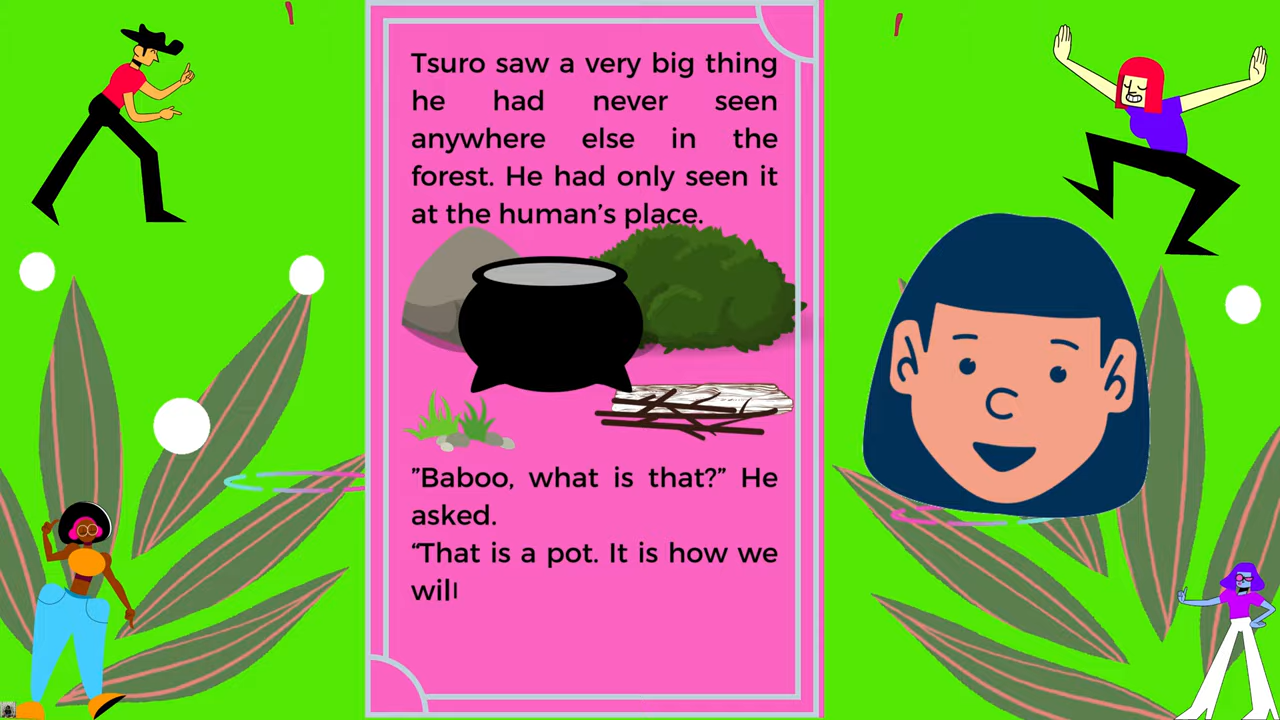 Tsuro saw a very big thing
he had never seen
anywhere else in the
forest. He had only seen it
at the human’s place.
”Baboo, what is that?” He
asked.
“That is a pot. It is how we
wil